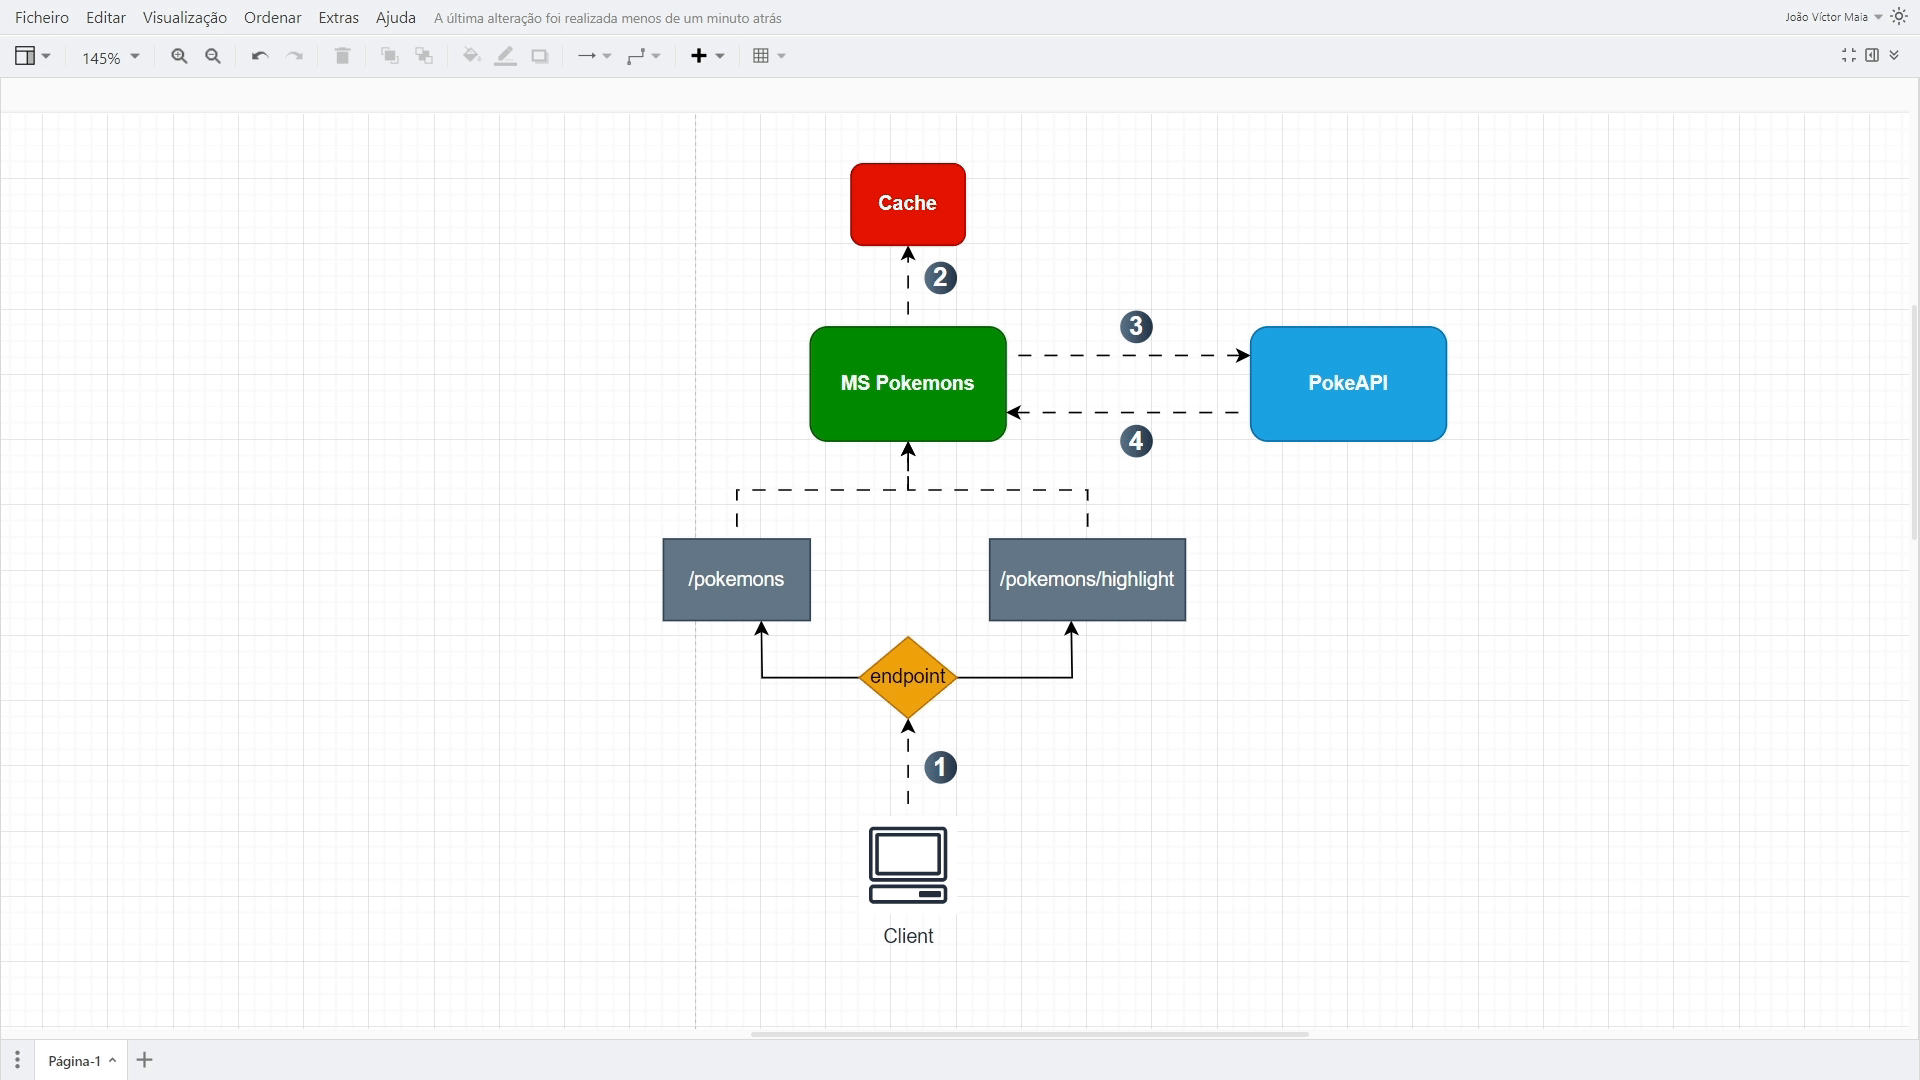 Ficheiro Editar Visualização Ordenar Extras Ajuda A última alteração foi realizada menos de um minuto atrás João Víctor Maia
145%
Cache
2
3
MS Pokemons
PokeAPI
4
/pokemons
/pokemons/highlight
endpoint
1
Client
Página-1